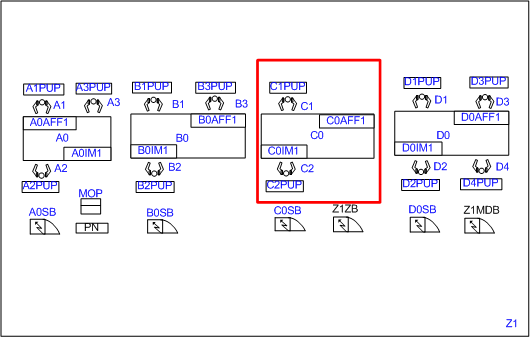 A1PUP A3PUP B1PUP B3PUP C1PUP D1PUP D3PUP
A1 A3 B1 B3 C1 D1 D3
A0AFF1 B0AFF1 C0AFF1 D0AFF1
A0 B0 C0 D0
A0IM1 B0IM1 C0IM1 D0IM1
A2 B2 C2 D2 D4
A2PUP B2PUP C2PUP D2PUP D4PUP
MOP
A0SB B0SB C0SB Z1ZB D0SB Z1MDB
PN
Z1